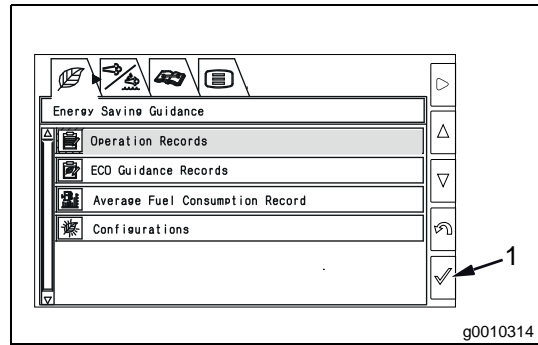 Energy Saving Guidance
Operation Records
ECO Guidance Records
Average Fuel Consumption Record
Configurations
1
g0010314